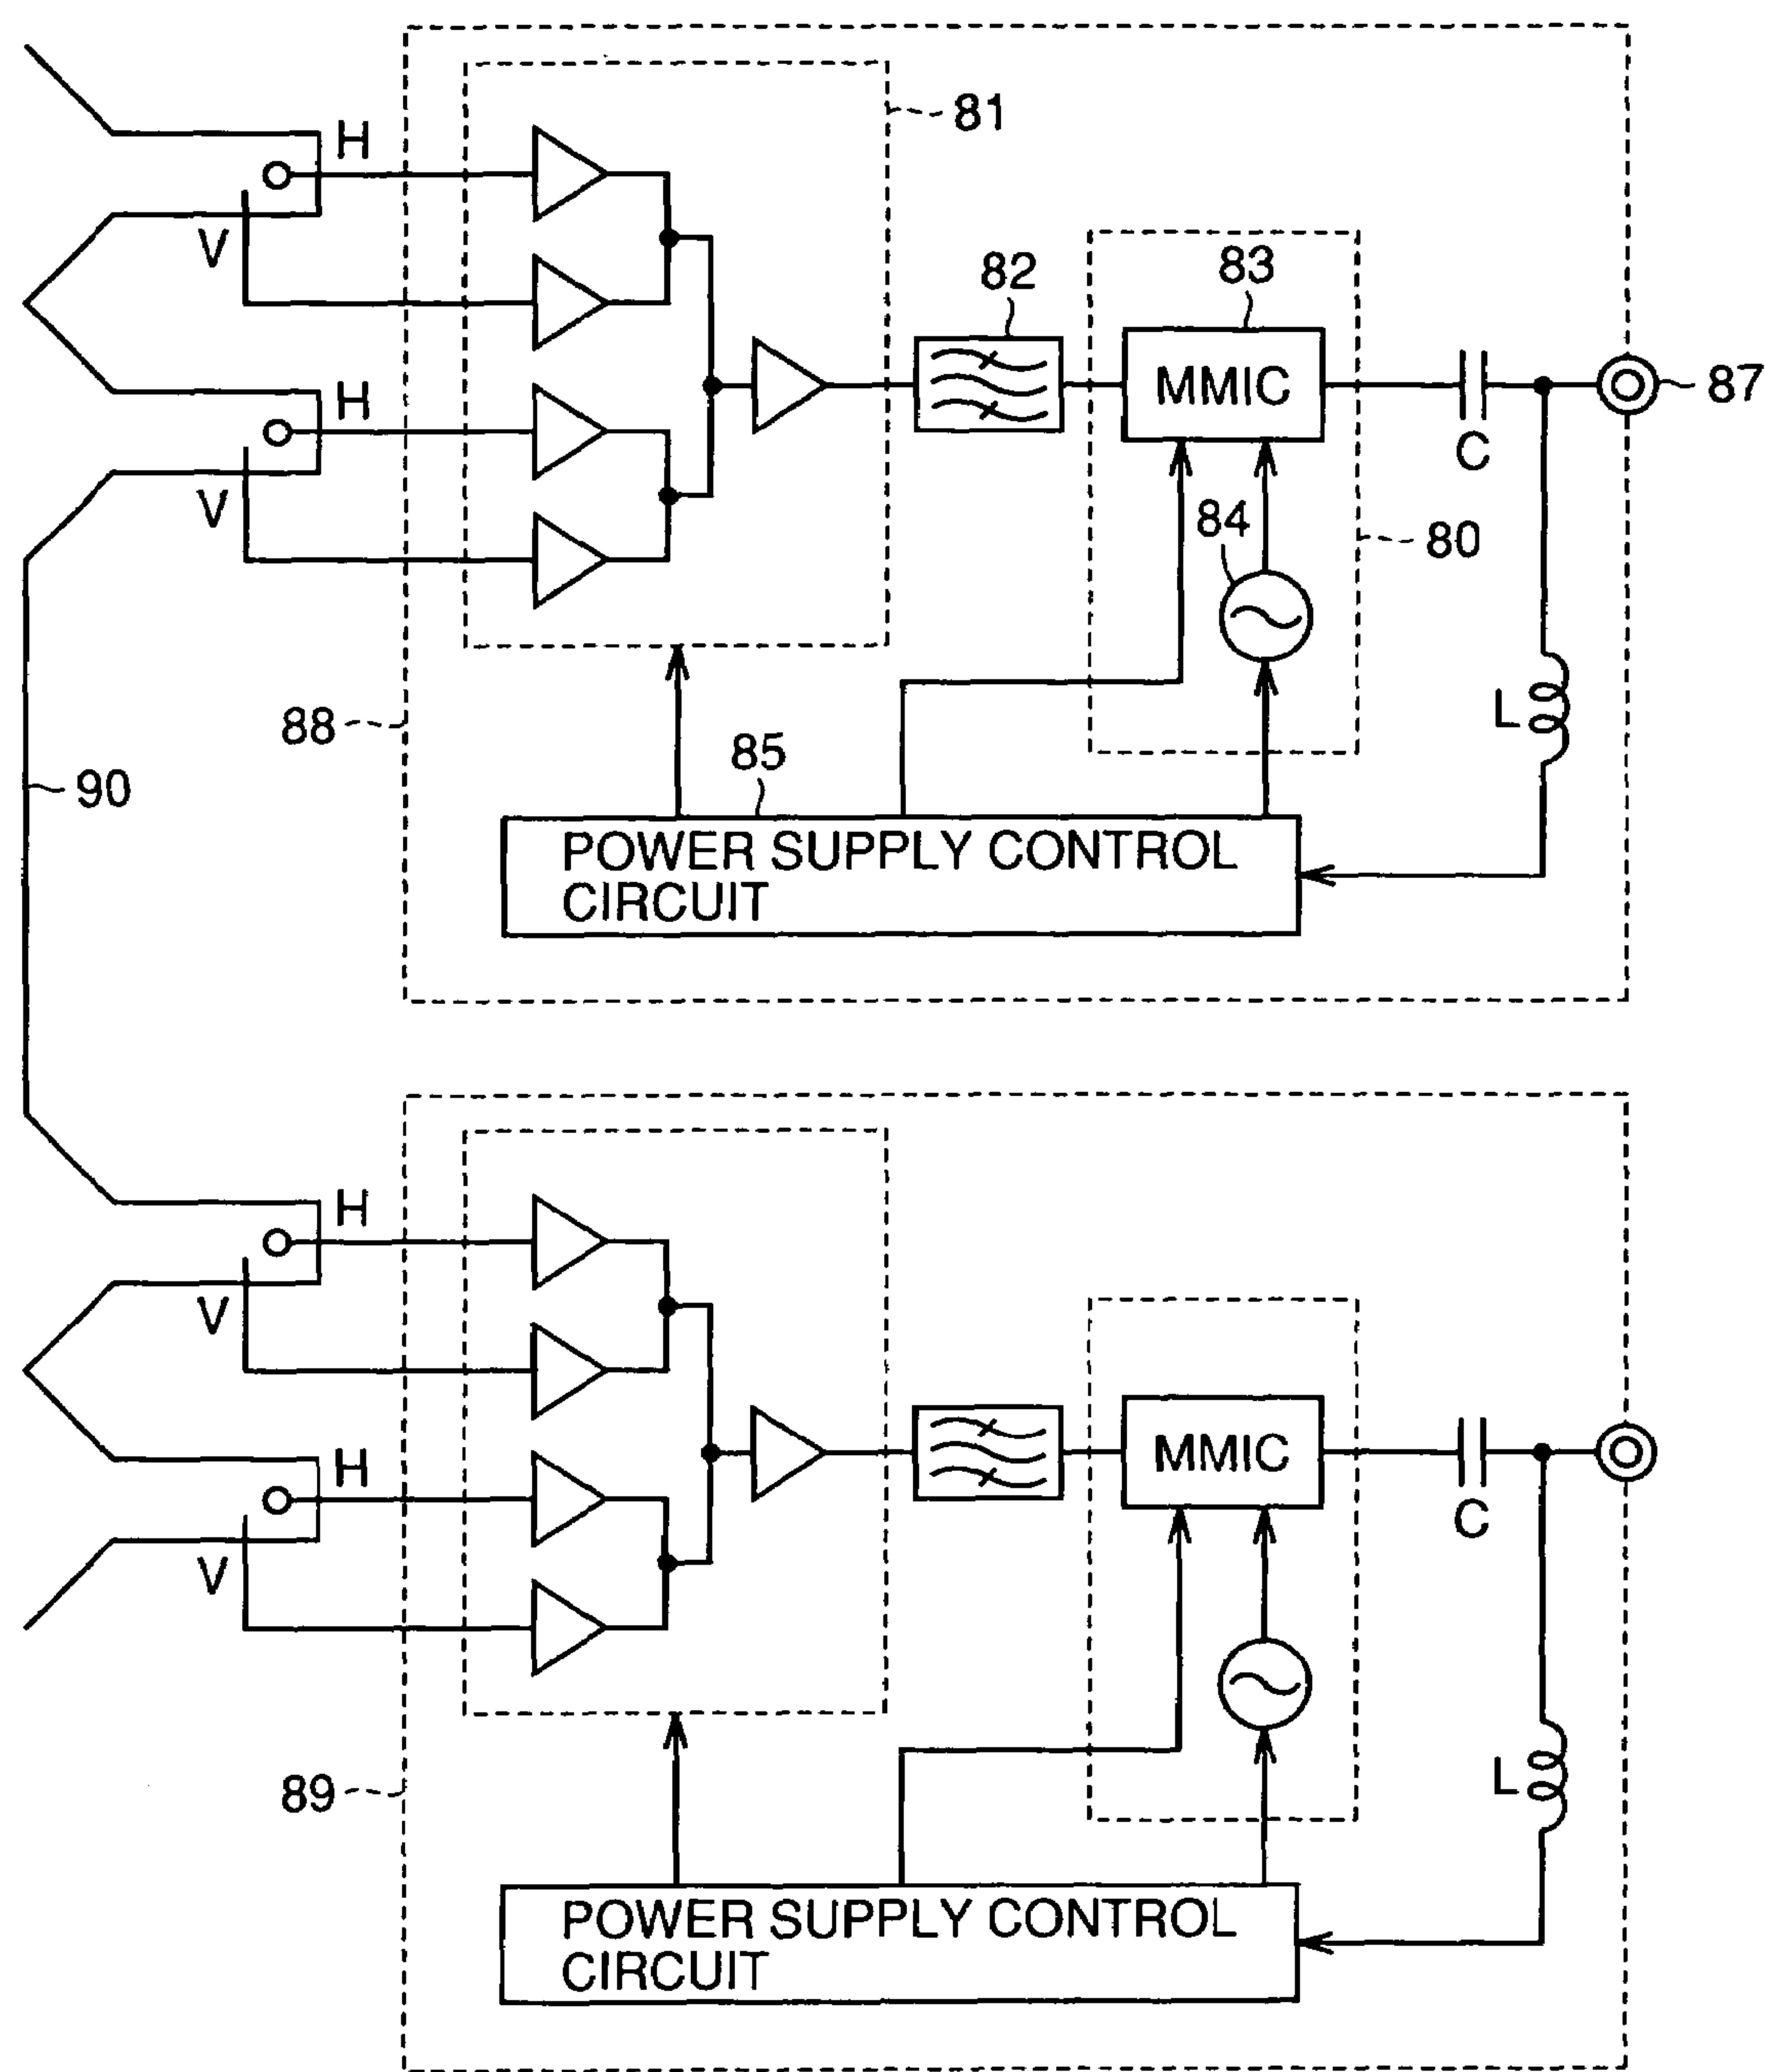 H
81
V
82
83
MMIC
87
H
C
V
84
80
88
L
85
90
POWER SUPPLY CONTROL
CIRCUIT
H
V
MMIC
H
C
V
89
L
POWER SUPPLY CONTROL
CIRCUIT